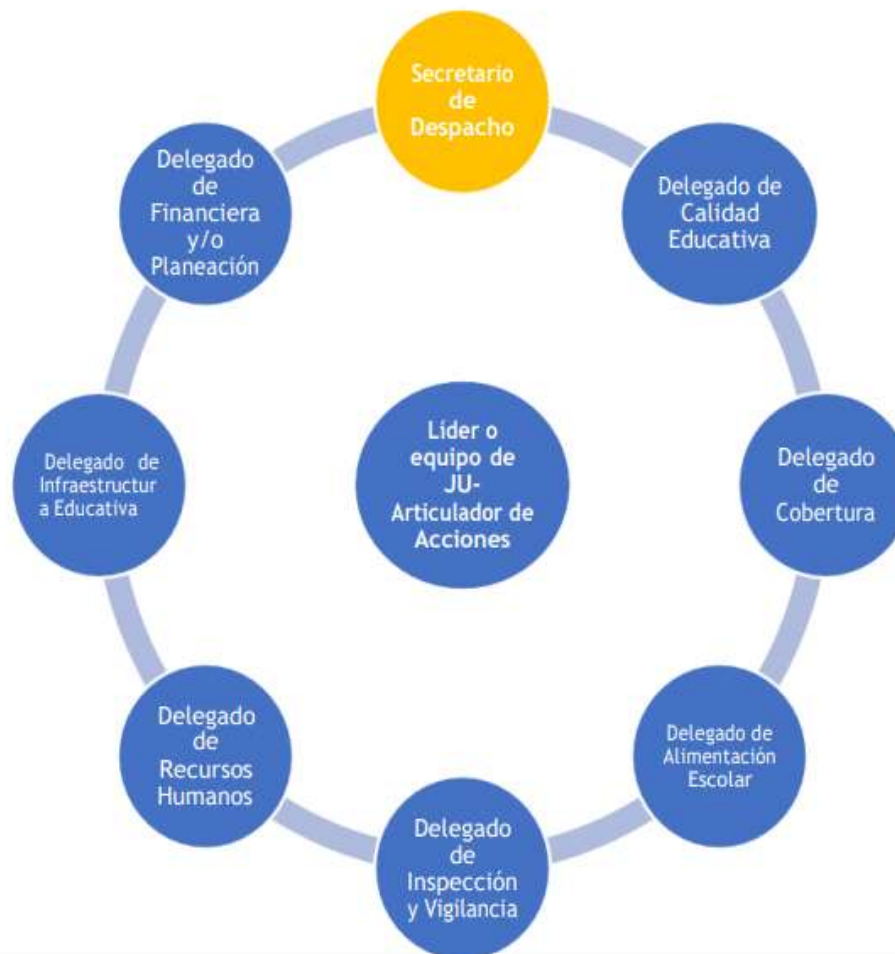 Secretario
de
Despacho
Delegado de
Calidad
Educativa
Delegado
de
Cobertura
Delegado de
Alimentación
Escolar
Delegado
de
Inspección
y Vigilancia
Delegado
de
Recursos
Humanos
Delegado de
Infraestructur
a Educativa
Delegado
de
Financiera
y/o
Planeación
Líder o
equipo de
JU-
Articulador de
Acciones